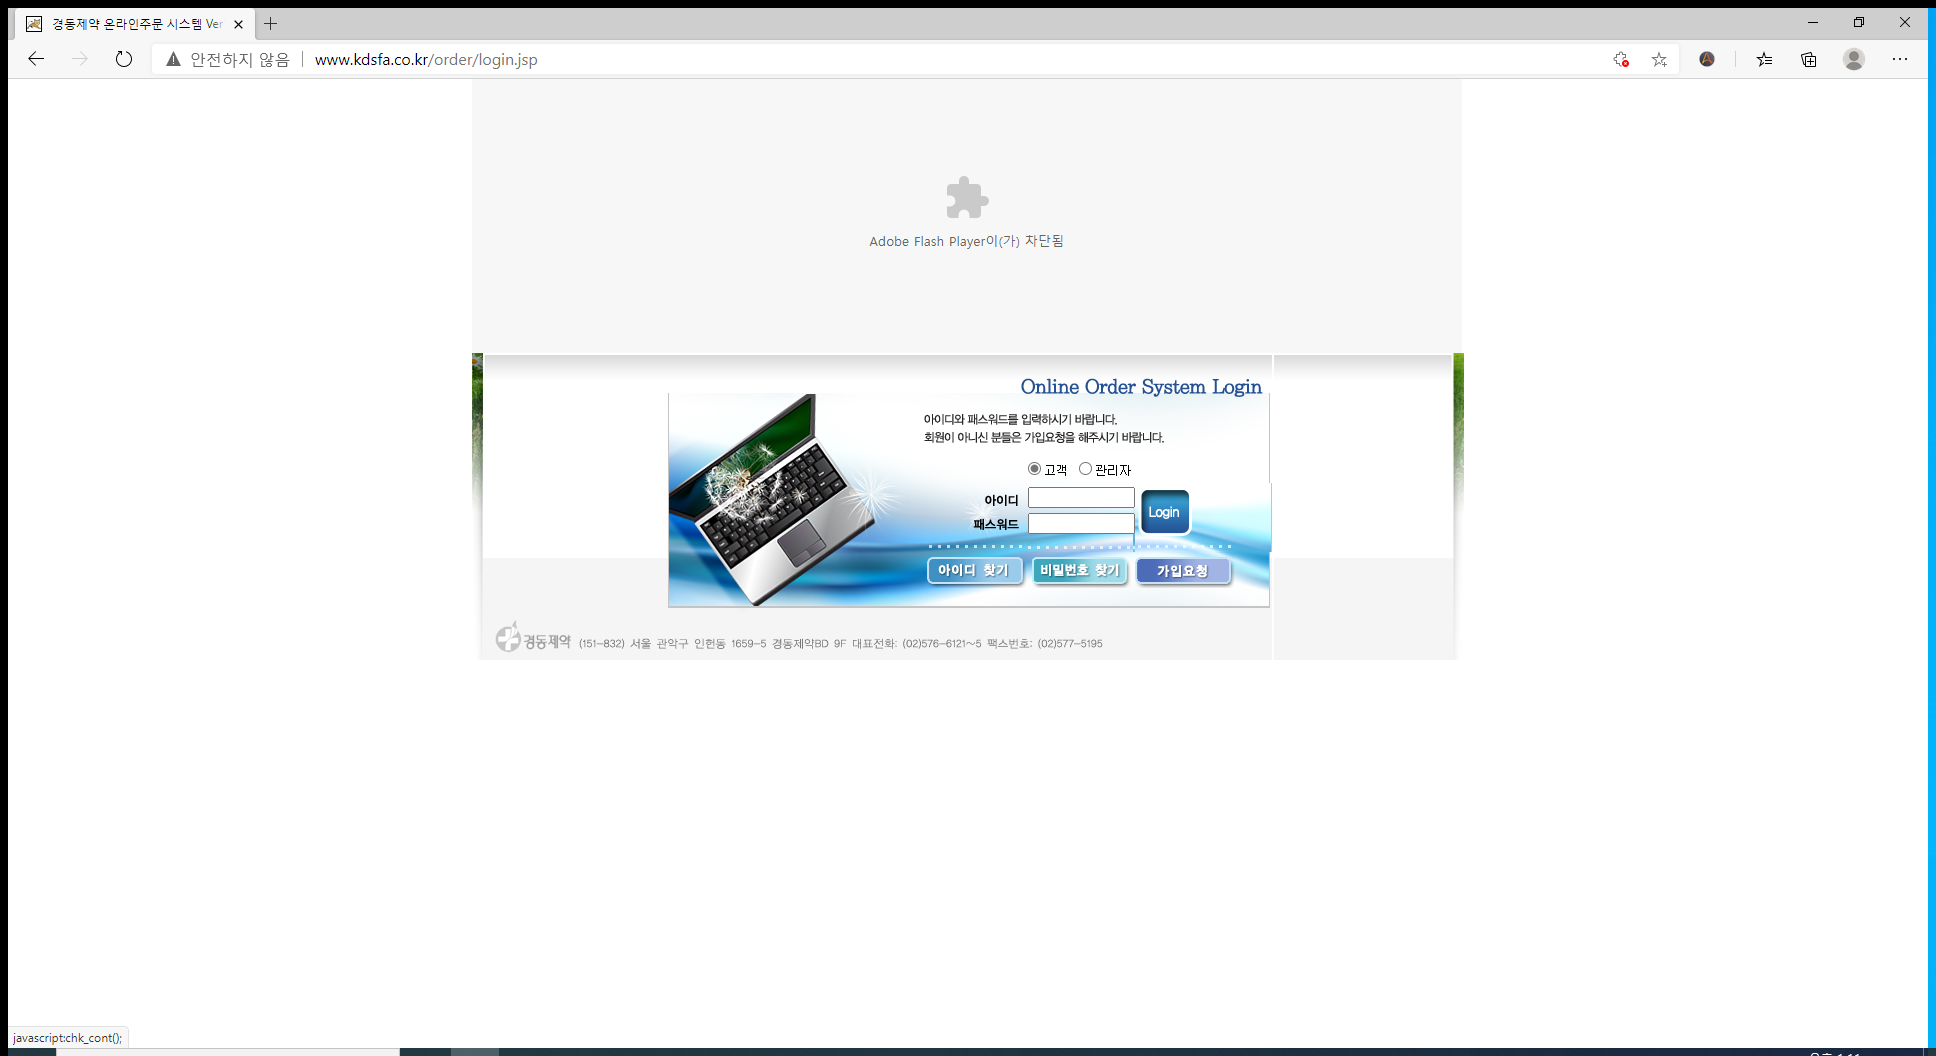 경동제약 온라인주문 시스템 Ver
안전하지 않음
www.kdsfa.co.kr/order/login.jsp
Adobe Flash Player이(가) 차단됨
Online Order System Login
아이디와 패스워드를 입력하시기 바랍니다.
회원이 아니신 분들은 가입요청을 해주시기 바랍니다.
고객 관리자
아이디
패스워드
Login
아이디 찾기 비밀번호 찾기 가입요청
경동제약 (151-832) 서울 관악구 인헌동 1659-5 경동제약BD 9F 대표전화: (02)576-6121~5 팩스번호: (02)577-5195
javascript:chk_cont();